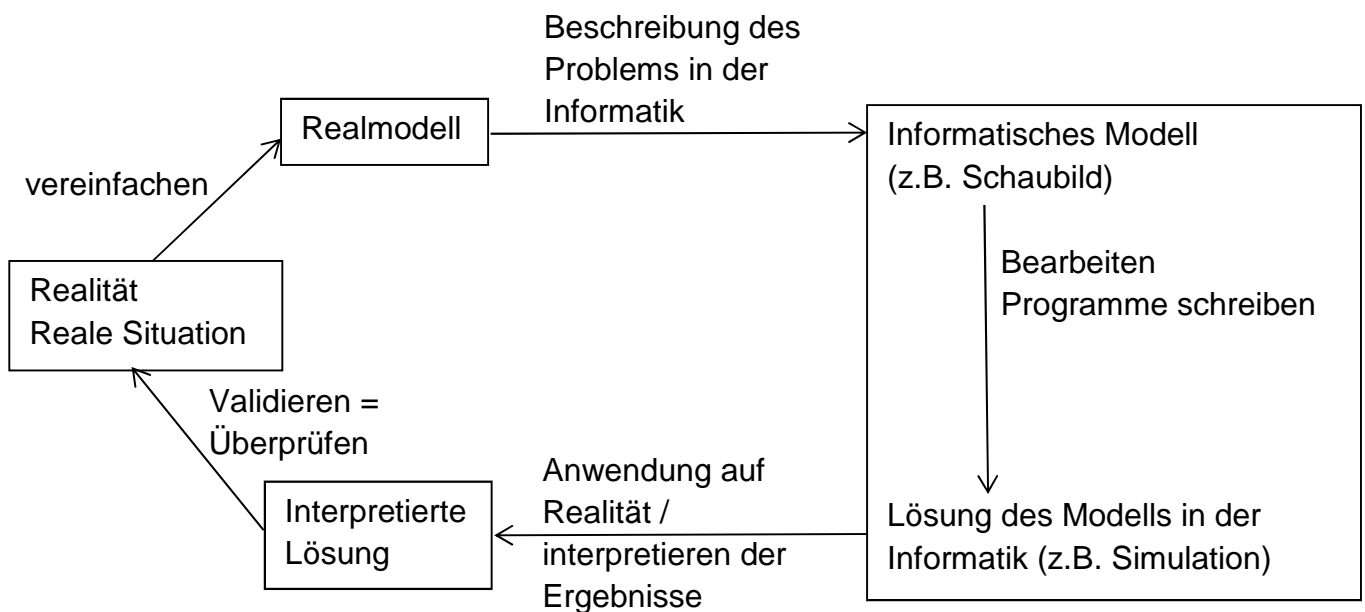 Beschreibung des
Problems in der
Informatik
Realmodell
Informatisches Modell
(z.B. Schaubild)
vereinfachen
Bearbeiten
Programme schreiben
Realität
Reale Situation
Validieren =
Überprüfen
Anwendung auf
Realität /
interpretieren der
Ergebnisse
Interpretierte
Lösung
Lösung des Modells in der
Informatik (z.B. Simulation)